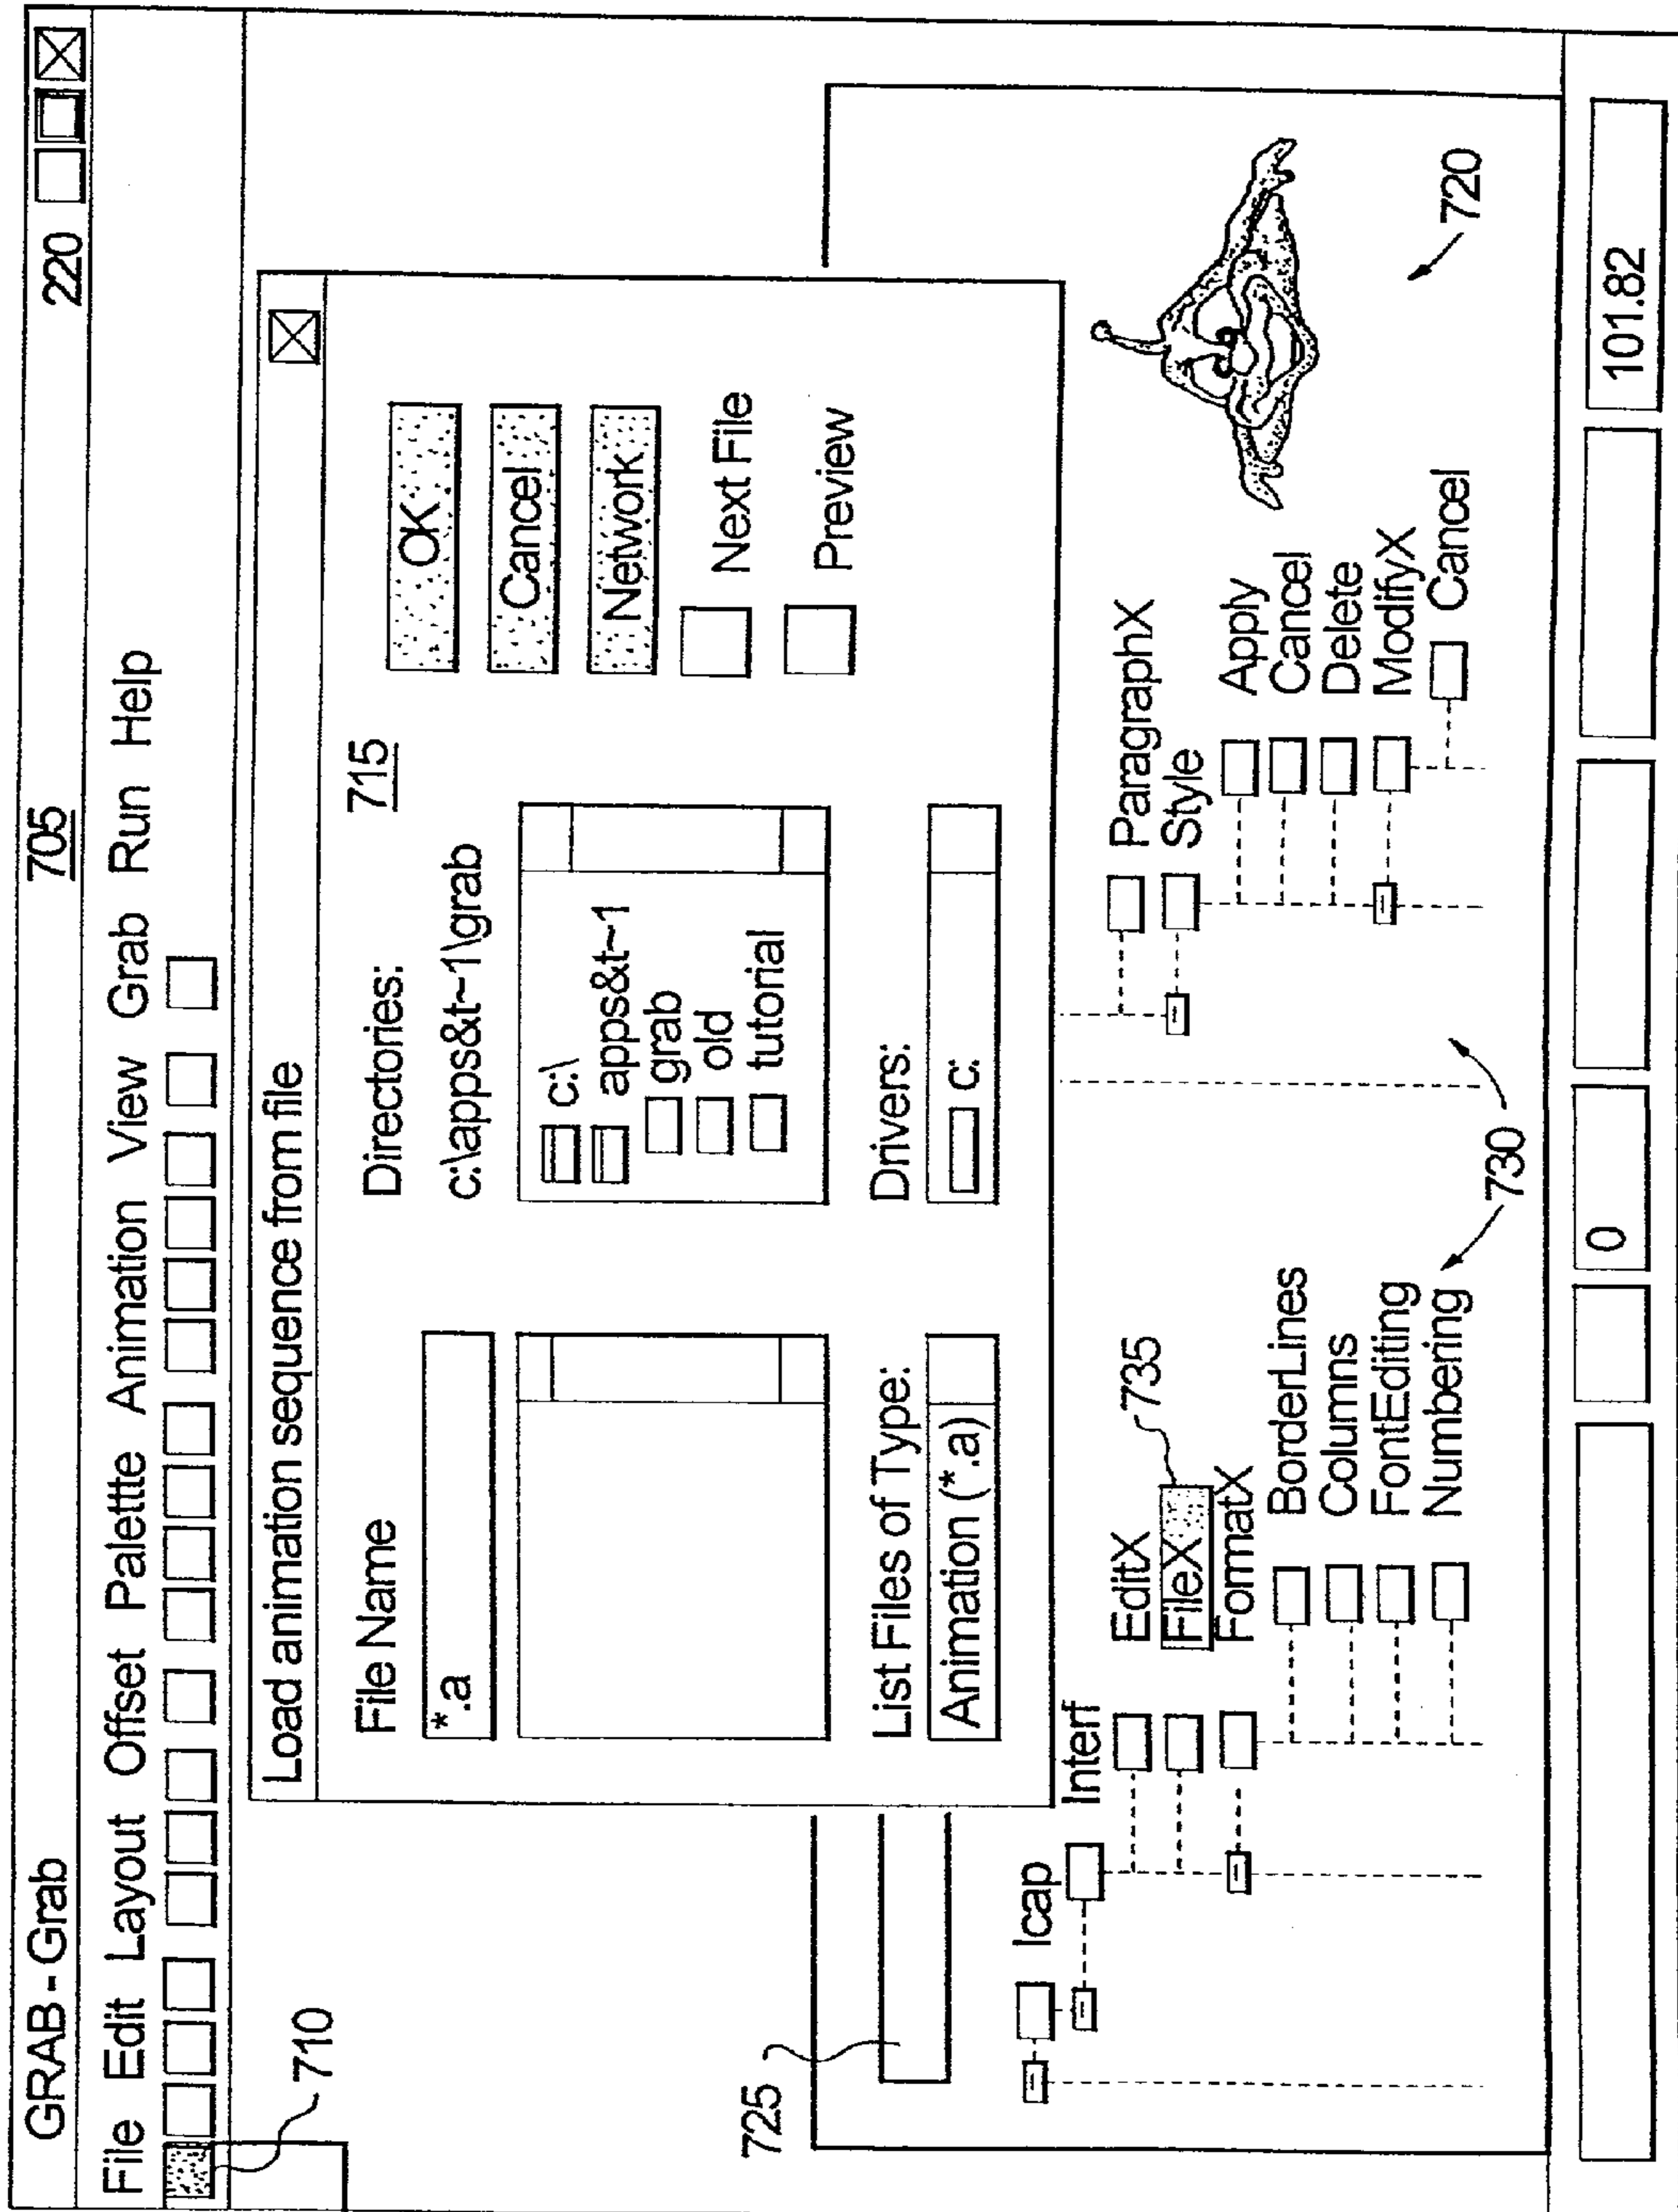 705
GRAB - Grab
220
File Edit Layout Offset Palettte Animation View Grab Run Help
710
Load animation sequence from file
715
File Name
*.a
List Files of Type:
Animation (*.a)
Directories:
c:\apps&t~1\grab
c:\
apps&t~1
grab
old
tutorial
Drivers:
c:
OK
Cancel
Network
Next File
Preview
725
Icap
Interf
EditX
FileX
735
FormatX
BorderLines
Columns
FontEditing
Numbering
730
ParagraphX
Style
Apply
Cancel
Delete
ModifyX
Cancel
720
0
101.82